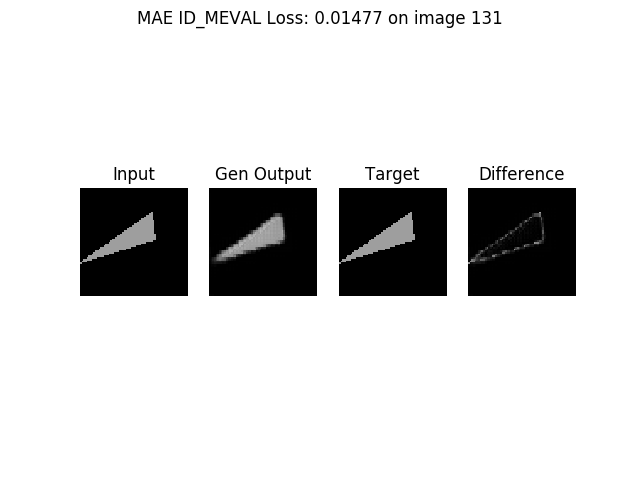 MAE ID_MEVAL Loss: 0.01477 on image 131
Input
Gen Output
Target
Difference